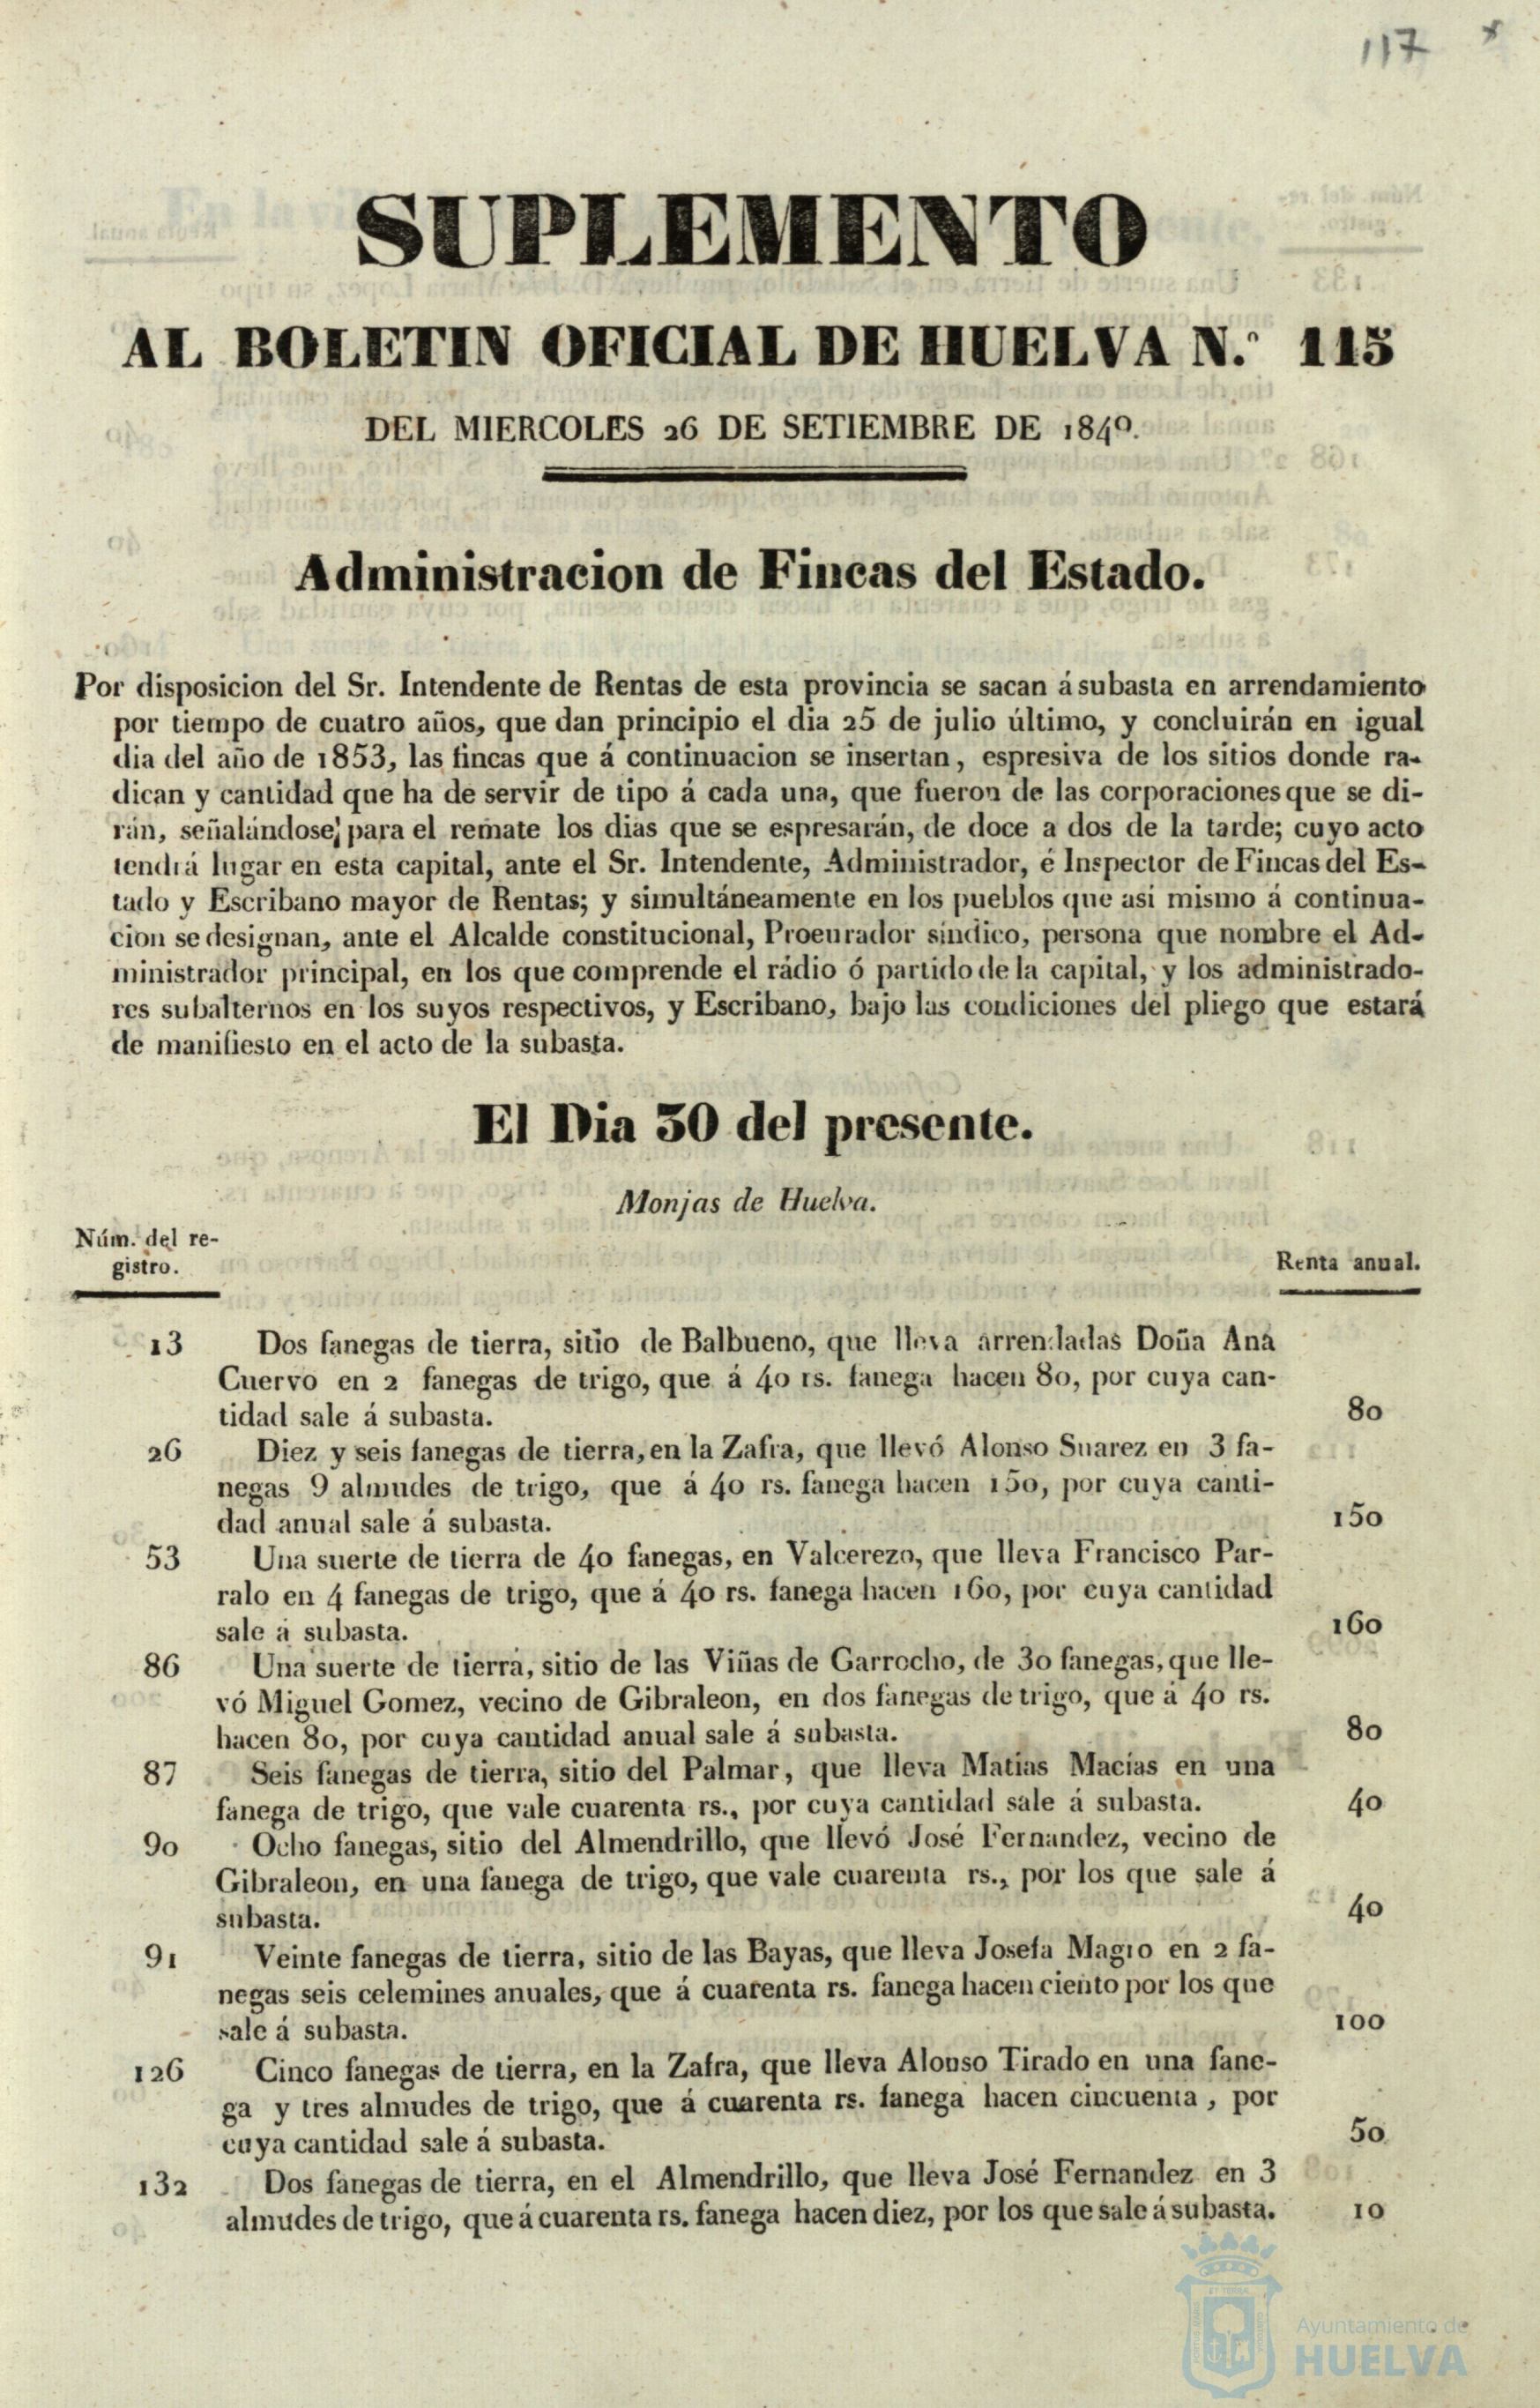 117 x
SUPLEMENTO
AL BOLETIN OFICIAL DE HUELVA N.º 115
DEL MIERCOLES 26 DE SETIEMBRE DE 1849.
Administracion de Fincas del Estado.
Por disposicion del Sr. Intendente de Rentas de esta provincia se sacan á subasta en arrendamiento
por tiempo de cuatro años, que dan principio el dia 25 de julio último, y concluirán en igual
dia del año de 1853, las fincas que á continuacion se insertan, espresiva de los sitios donde ra-
dican y cantidad que ha de servir de tipo á cada una, que fueron de las corporaciones que se di-
rán, señalándose para el remate los dias que se espresarán, de doce a dos de la tarde; cuyo acto
tendrá lugar en esta capital, ante el Sr. Intendente, Administrador, é Inspector de Fincas del Es-
tado y Escribano mayor de Rentas; y simultáneamente en los pueblos que asi mismo á continua-
cion se designan, ante el Alcalde constitucional, Proeurador síndico, persona que nombre el Ad-
ministrador principal, en los que comprende el rádio ó partido de la capital, y los administrado-
res subalternos en los suyos respectivos, y Escribano, bajo las condiciones del pliego que estará
de manifiesto en el acto de la subasta.
El Dia 30 del presente.
Monjas de Huelva.
Núm. del re-
gistro.
Renta anual.
13 Dos fanegas de tierra, sitio de Balbueno, que lleva arrendadas Doña Ana
Cuervo en 2 fanegas de trigo, que á 40 rs. fanega hacen 80, por cuya can-
tidad sale á subasta. 80
26 Diez y seis fanegas de tierra, en la Zafra, que llevó Alonso Suarez en 3 fa-
negas 9 almudes de trigo, que á 40 rs. fanega hacen 150, por cuya canti-
dad anual sale á subasta. 150
53 Una suerte de tierra de 40 fanegas, en Valcerezo, que lleva Francisco Par-
ralo en 4 fanegas de trigo, que á 40 rs. fanega hacen 160, por cuya cantidad
sale á subasta. 160
86 Una suerte de tierra, sitio de las Viñas de Garrocho, de 30 fanegas, que lle-
vó Miguel Gomez, vecino de Gibraleon, en dos fanegas de trigo, que á 40 rs.
hacen 80, por cuya cantidad anual sale á subasta. 80
87 Seis fanegas de tierra, sitio del Palmar, que lleva Matias Macías en una
fanega de trigo, que vale cuarenta rs., por cuya cantidad sale á subasta. 40
90 Ocho fanegas, sitio del Almendrillo, que llevó José Fernandez, vecino de
Gibraleon, en una fanega de trigo, que vale cuarenta rs., por los que sale á
subasta. 40
91 Veinte fanegas de tierra, sitio de las Bayas, que lleva Josefa Magro en 2 fa-
negas seis celemines anuales, que á cuarenta rs. fanega hacen ciento por los que
sale á subasta. 100
126 Cinco fanegas de tierra, en la Zafra, que lleva Alonso Tirado en una fane-
ga y tres almudes de trigo, que á cuarenta rs. fanega hacen cincuenta, por
cuya cantidad sale á subasta. 50
132 Dos fanegas de tierra, en el Almendrillo, que lleva José Fernandez en 3
almudes de trigo, que á cuarenta rs. fanega hacen diez, por los que sale á subasta. 10
Ayuntamiento de
HUELVA